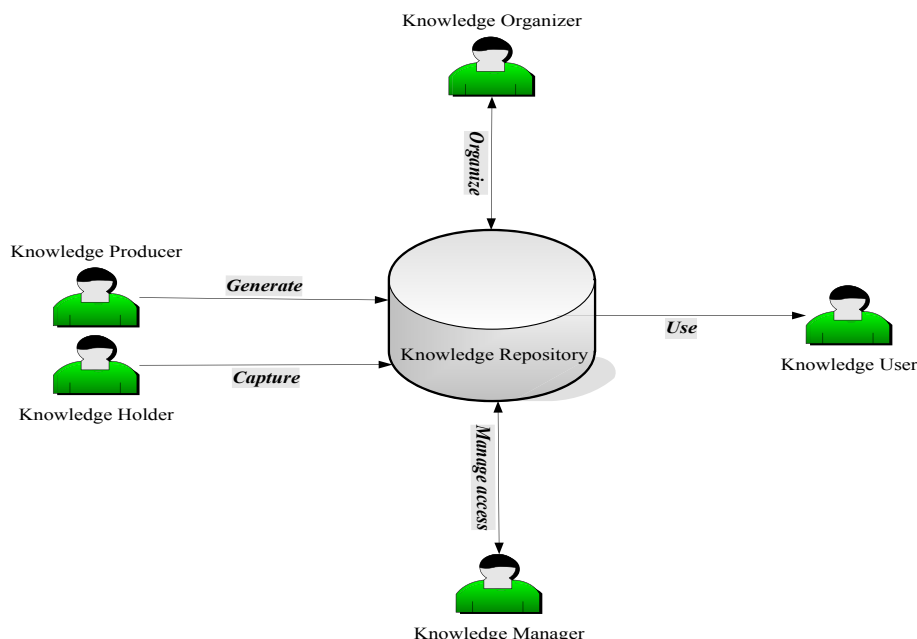 Knowledge Organizer
Organize
Knowledge Producer
Generate
Knowledge Repository
Use
Capture
Knowledge User
Knowledge Holder
Manage access
Knowledge Manager